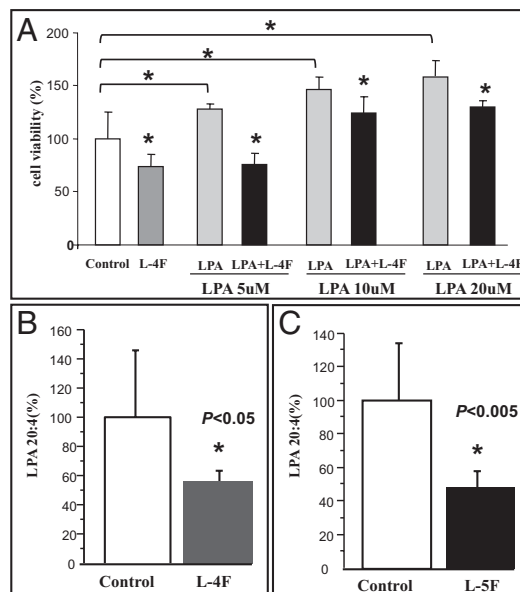 A
cell viability (%)
200
150
100
50
0
* * * * * * *
Control L-4F LPA LPA+L-4F LPA LPA+L-4F LPA LPA+L-4F
LPA 5uM LPA 10uM LPA 20uM
B
LPA 20:4(%)
160
140
120
100
80
60
40
20
0
P<0.05
*
Control L-4F
C
LPA 20:4(%)
140
120
100
80
60
40
20
0
P<0.005
*
Control L-5F